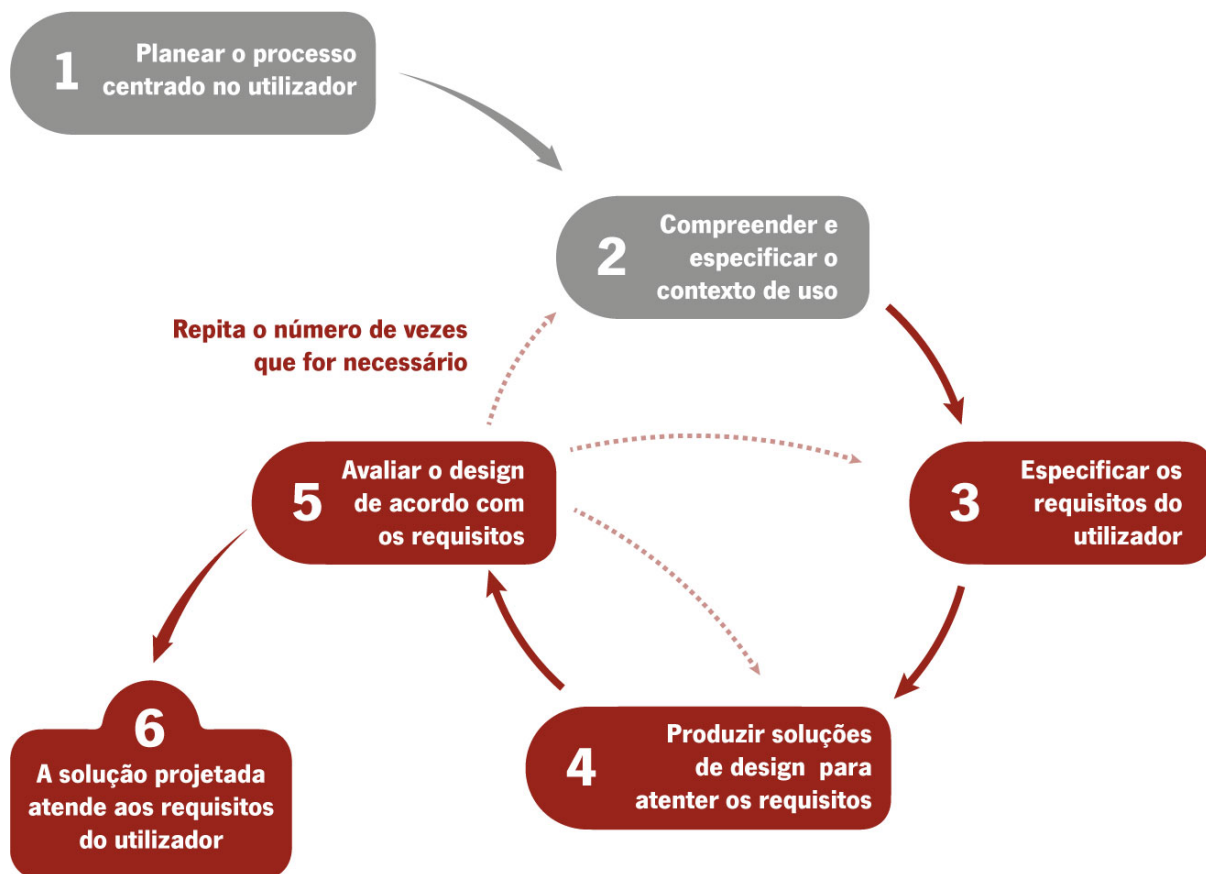 1
Planear o processo
centrado no utilizador
2
Compreender e
especificar o
contexto de uso
Repita o número de vezes
que for necessário
3
Especificar os
requisitos do
utilizador
4
Produzir soluções
de design para
atenter os requisitos
5
Avaliar o design
de acordo com
os requisitos
6
A solução projetada
atende aos requisitos
do utilizador